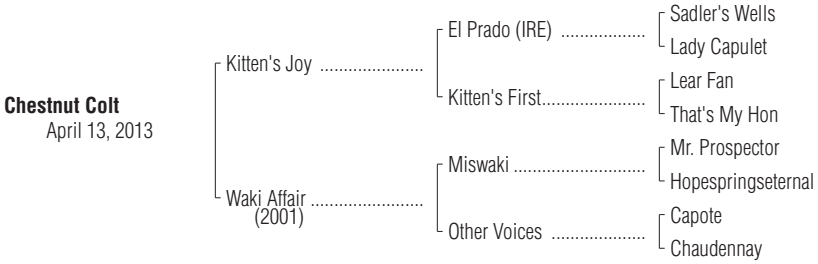 Sadler's Wells
El Prado (IRE) ..................
Lady Capulet
Kitten's Joy ......................
Lear Fan
Kitten's First......................
That's My Hon
Chestnut Colt
April 13, 2013
Mr. Prospector
Miswaki ............................
Hopespringseternal
Waki Affair ........................
(2001)
Capote
Other Voices ....................
Chaudennay